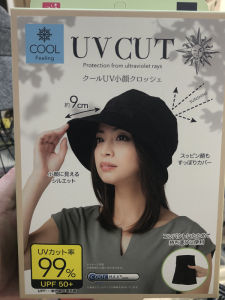 COOL
Feeling
UV CUT
Protection from ultraviolet rays
クールUV小顔クロッシェ
約9cm
小顔に見える
シルエット
スッピン顔も
すっぽりカバー
UVカット率
99%
UPF 50+
Cool